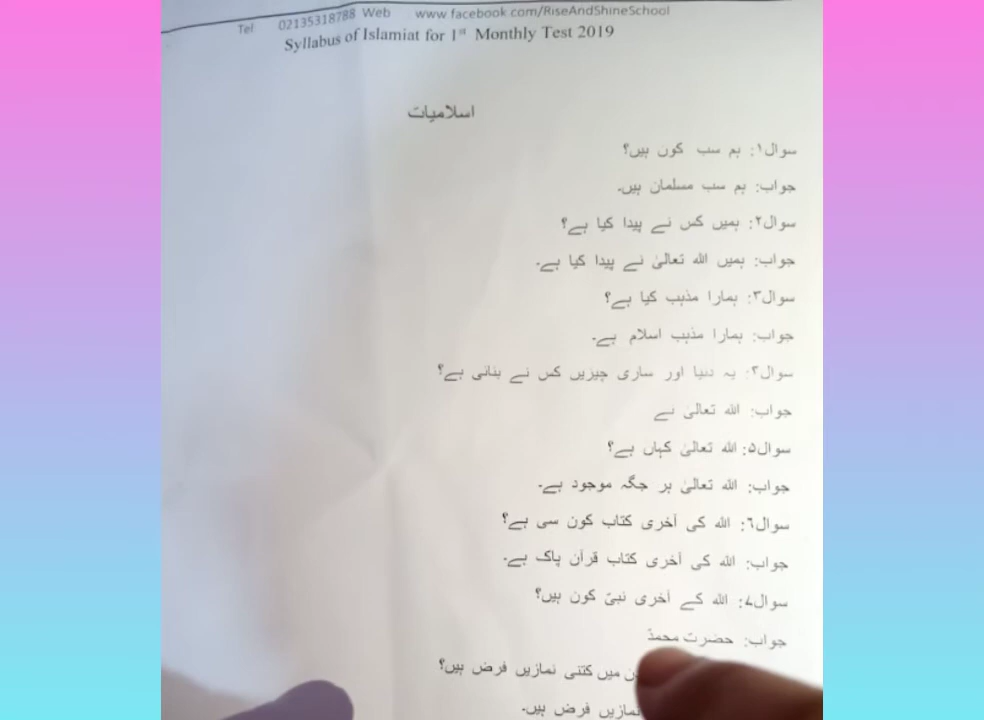 Tel 02135318788 Web www facebook com/RiseAndShineSchool
Syllabus of Islamiat for 1st Monthly Test 2019
اسلامیات
سوال۱: ہم سب کون ہیں؟
جواب: ہم سب مسلمان ہیں۔
سوال۲: ہمیں کس نے پیدا کیا ہے؟
جواب: ہمیں اللہ تعالیٰ نے پیدا کیا ہے۔
سوال۳: ہمارا مذہب کیا ہے؟
جواب: ہمارا مذہب اسلام ہے۔
سوال۴: یہ دنیا اور ساری چیزیں کس نے بنائی ہے؟
جواب: اللہ تعالیٰ نے
سوال۵: اللہ تعالیٰ کہاں ہے؟
جواب: اللہ تعالیٰ ہر جگہ موجود ہے۔
سوال٦: اللہ کی آخری کتاب کون سی ہے؟
جواب: اللہ کی آخری کتاب قرآن پاک ہے۔
سوال۷: اللہ کے آخری نبیؐ کون ہیں؟
جواب: حضرت محمدؐ
میں کتنی نمازیں فرض ہیں؟
نمازیں فرض ہیں۔